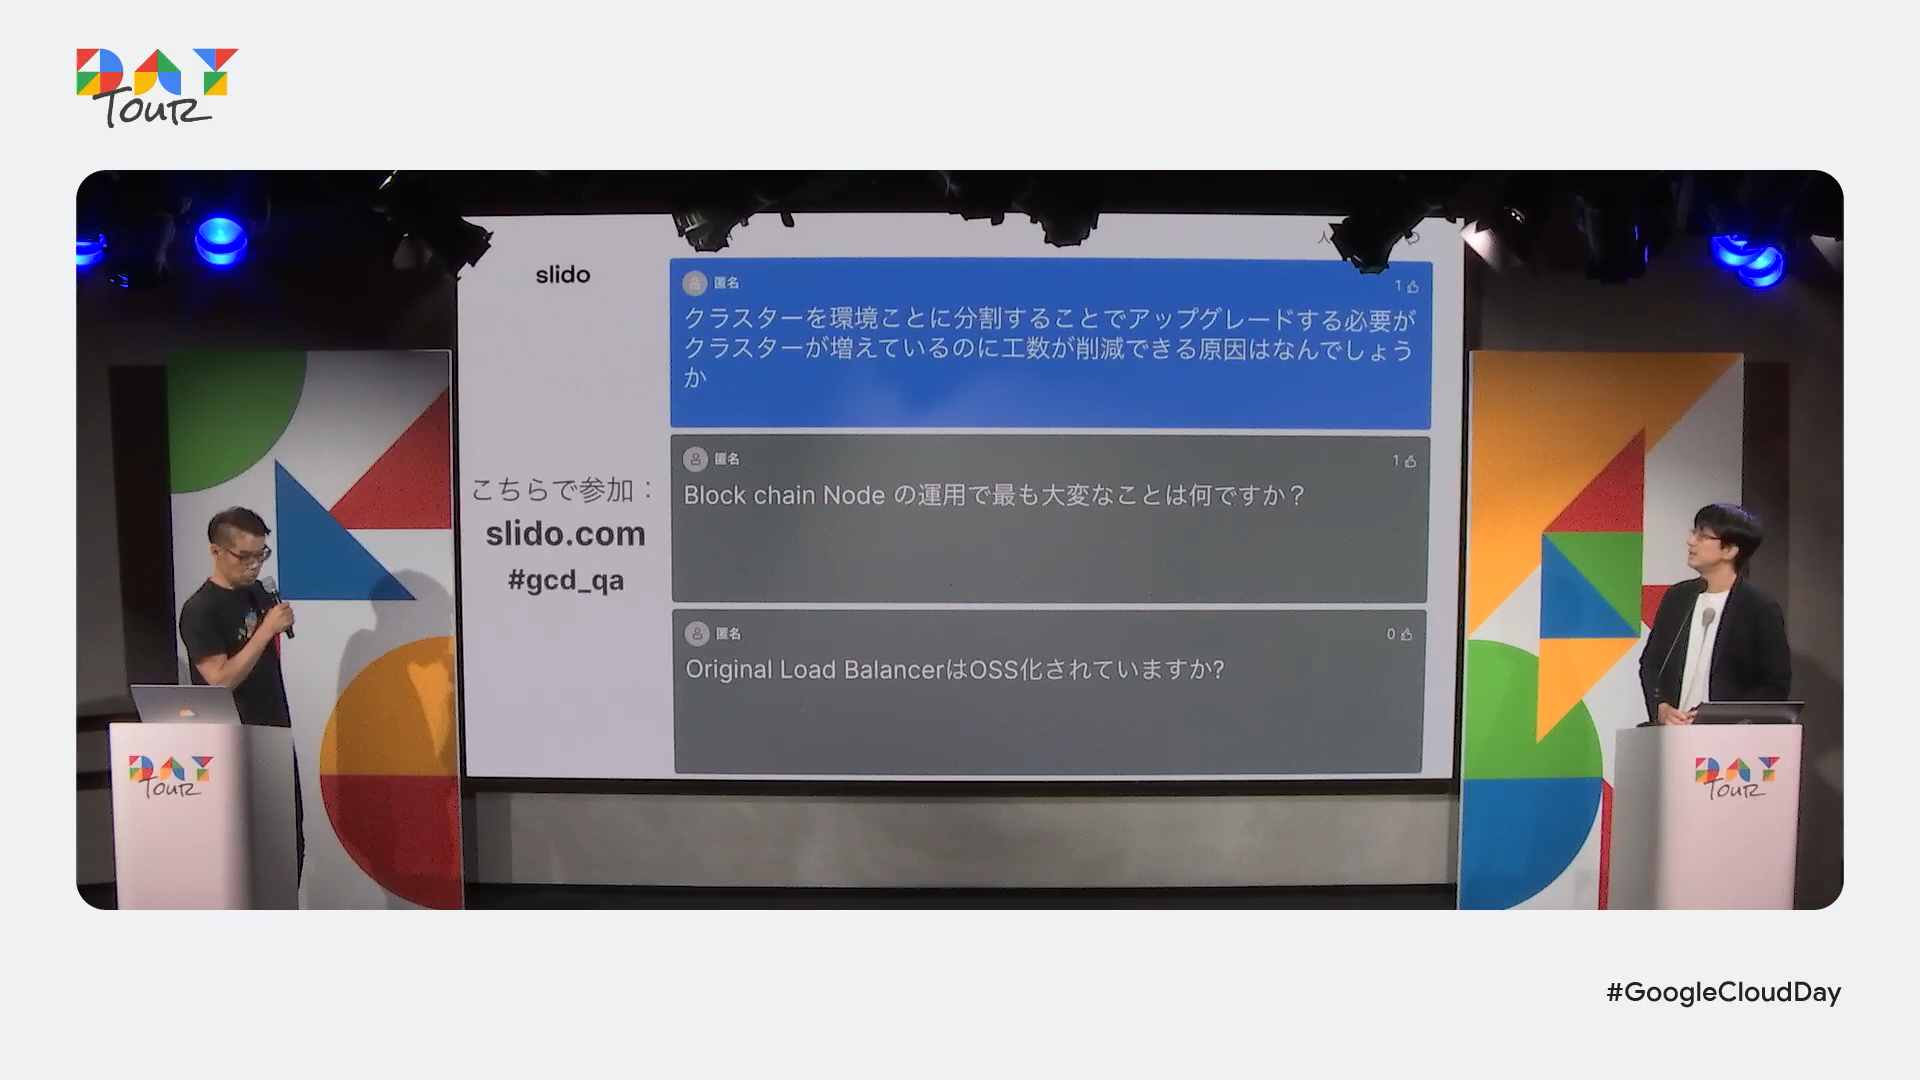 DAY
TOUR
slido
こちらで参加：
slido.com
#gcd_qa
匿名
1
クラスターを環境ことに分割することでアップグレードする必要が
クラスターが増えているのに工数が削減できる原因はなんでしょう
か
匿名
1
Block chain Node の運用で最も大変なことは何ですか？
匿名
0
Original Load BalancerはOSS化されていますか?
DAY
TOUR
DAY
TOUR
#GoogleCloudDay